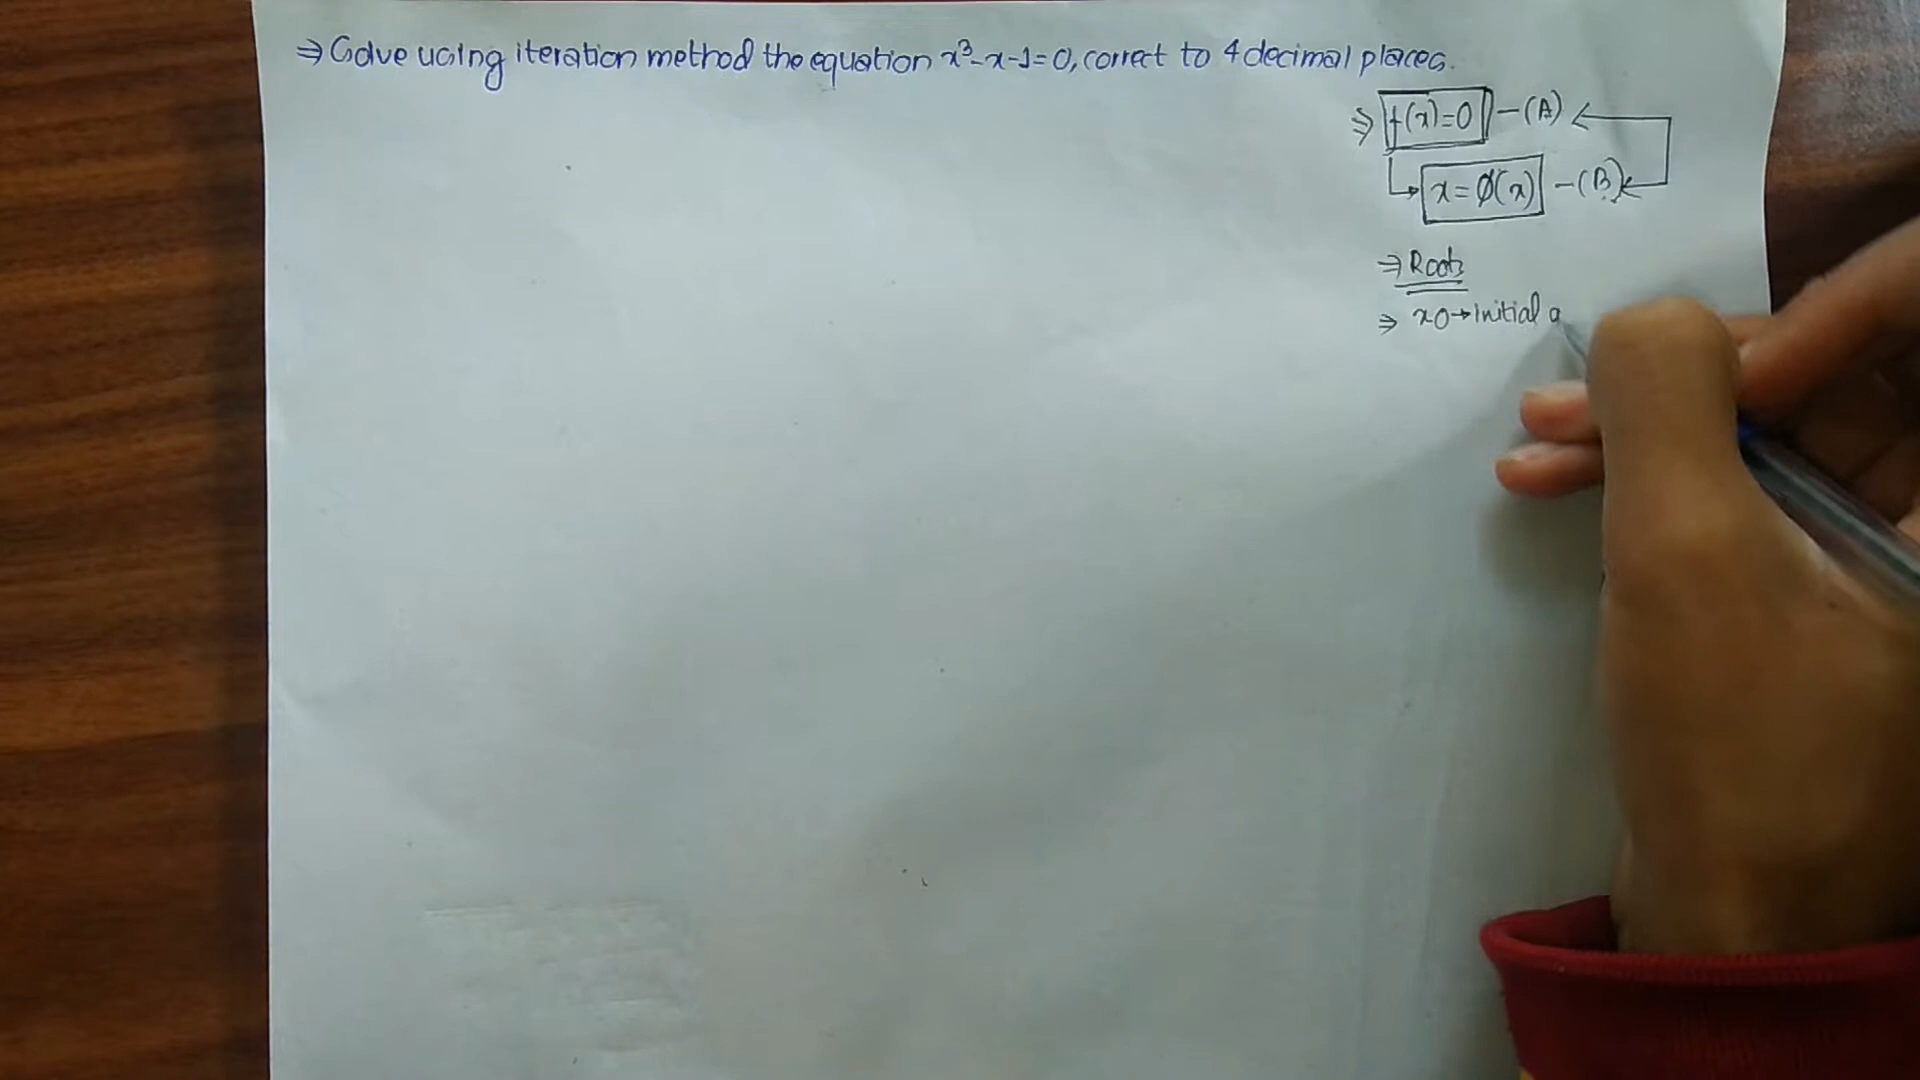 ⇒ Solve using iteration method the equation x³-x-1=0, correct to 4 decimal places.
⇒ f(x)=0 -(A)
x=φ(x) -(B)
⇒ Roots
⇒ x0→Initial a